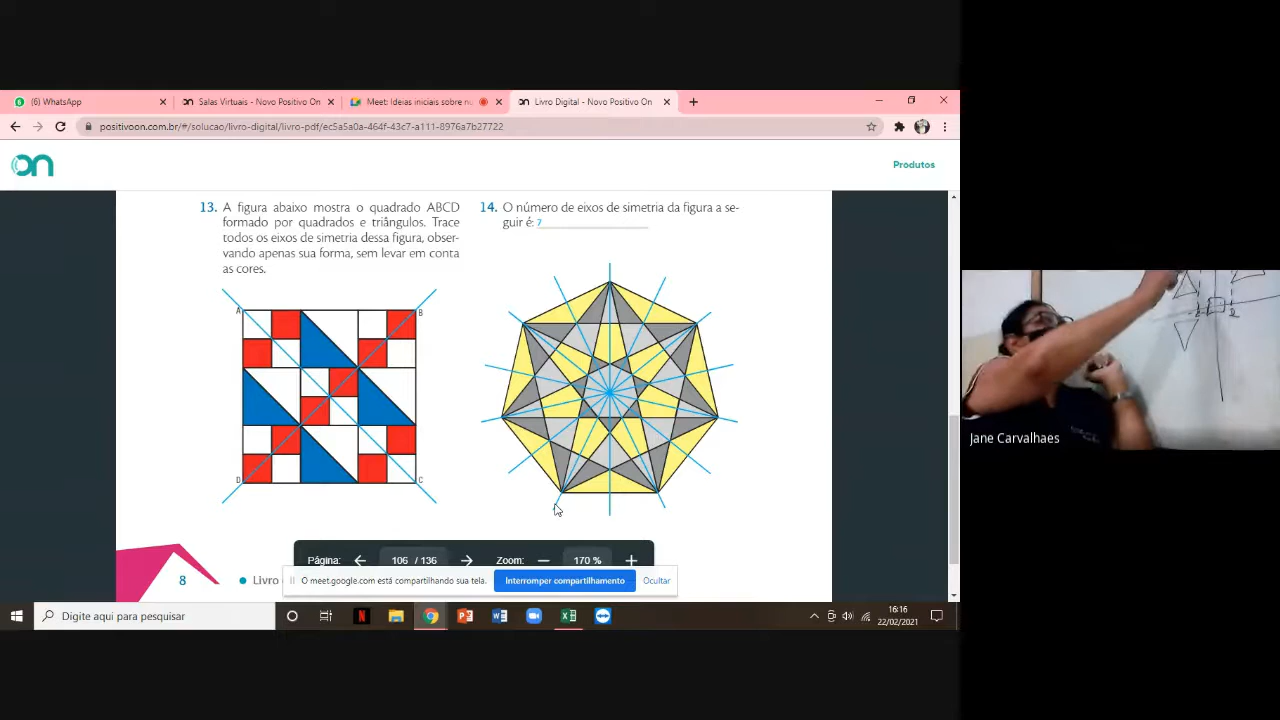 (6) WhatsApp
Salas Virtuais - Novo Positivo On
Meet: Ideias iniciais sobre nu
Livro Digital - Novo Positivo On
positivoon.com.br/#/solucao/livro-digital/livro-pdf/ec5a5a0a-464f-43c7-a111-8976a7b27722
on
Produtos
13. A figura abaixo mostra o quadrado ABCD
formado por quadrados e triângulos. Trace
todos os eixos de simetria dessa figura, obser-
vando apenas sua forma, sem levar em conta
as cores.
A
B
D
C
14. O número de eixos de simetria da figura a se-
guir é: 7
Jane Carvalhaes
Página: 106 / 136 Zoom: 170 %
8 Livro
O meet.google.com está compartilhando sua tela. Interromper compartilhamento Ocultar
Digite aqui para pesquisar
16:16
22/02/2021